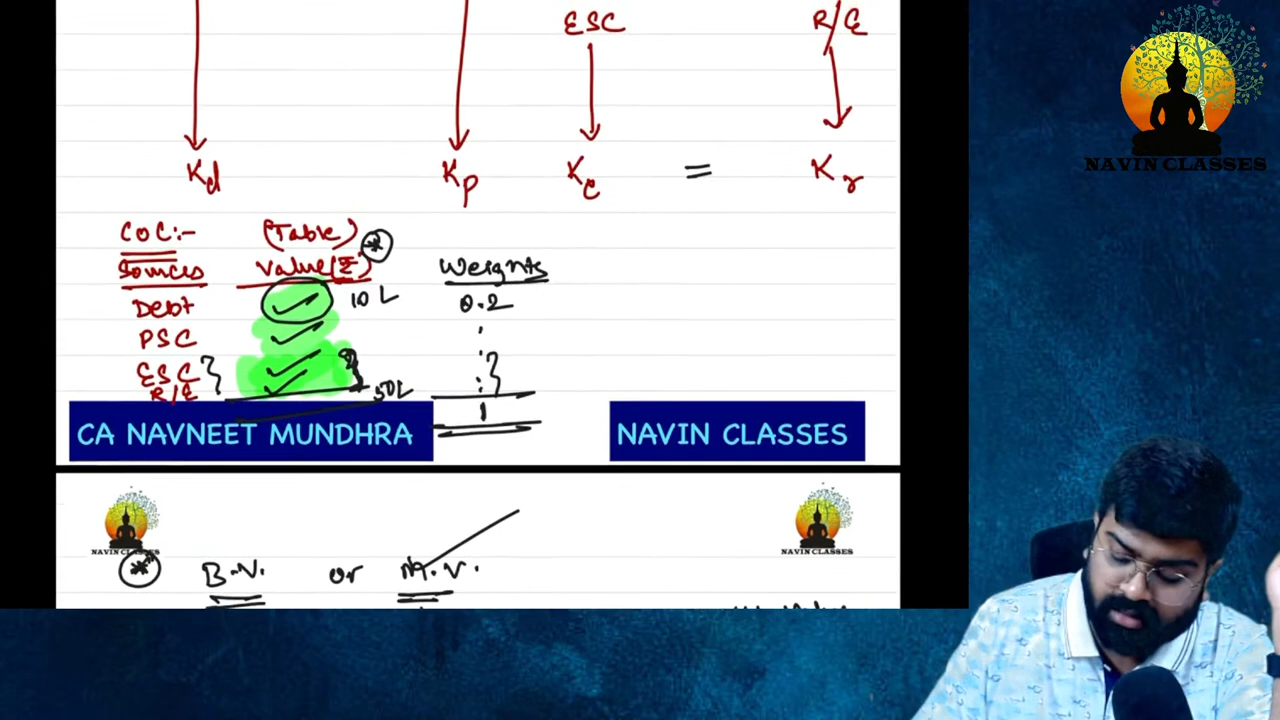 ESC R/E
NAVIN CLASSES
Kd Kp Ke = Kr
COC:- (Table)
Sources Value(₹) * Weights
Debt 10 L 0.2
PSC
ESC
R/E 50L
1
CA NAVNEET MUNDHRA NAVIN CLASSES
NAVIN CLASSES NAVIN CLASSES
* B.V. or M.V.